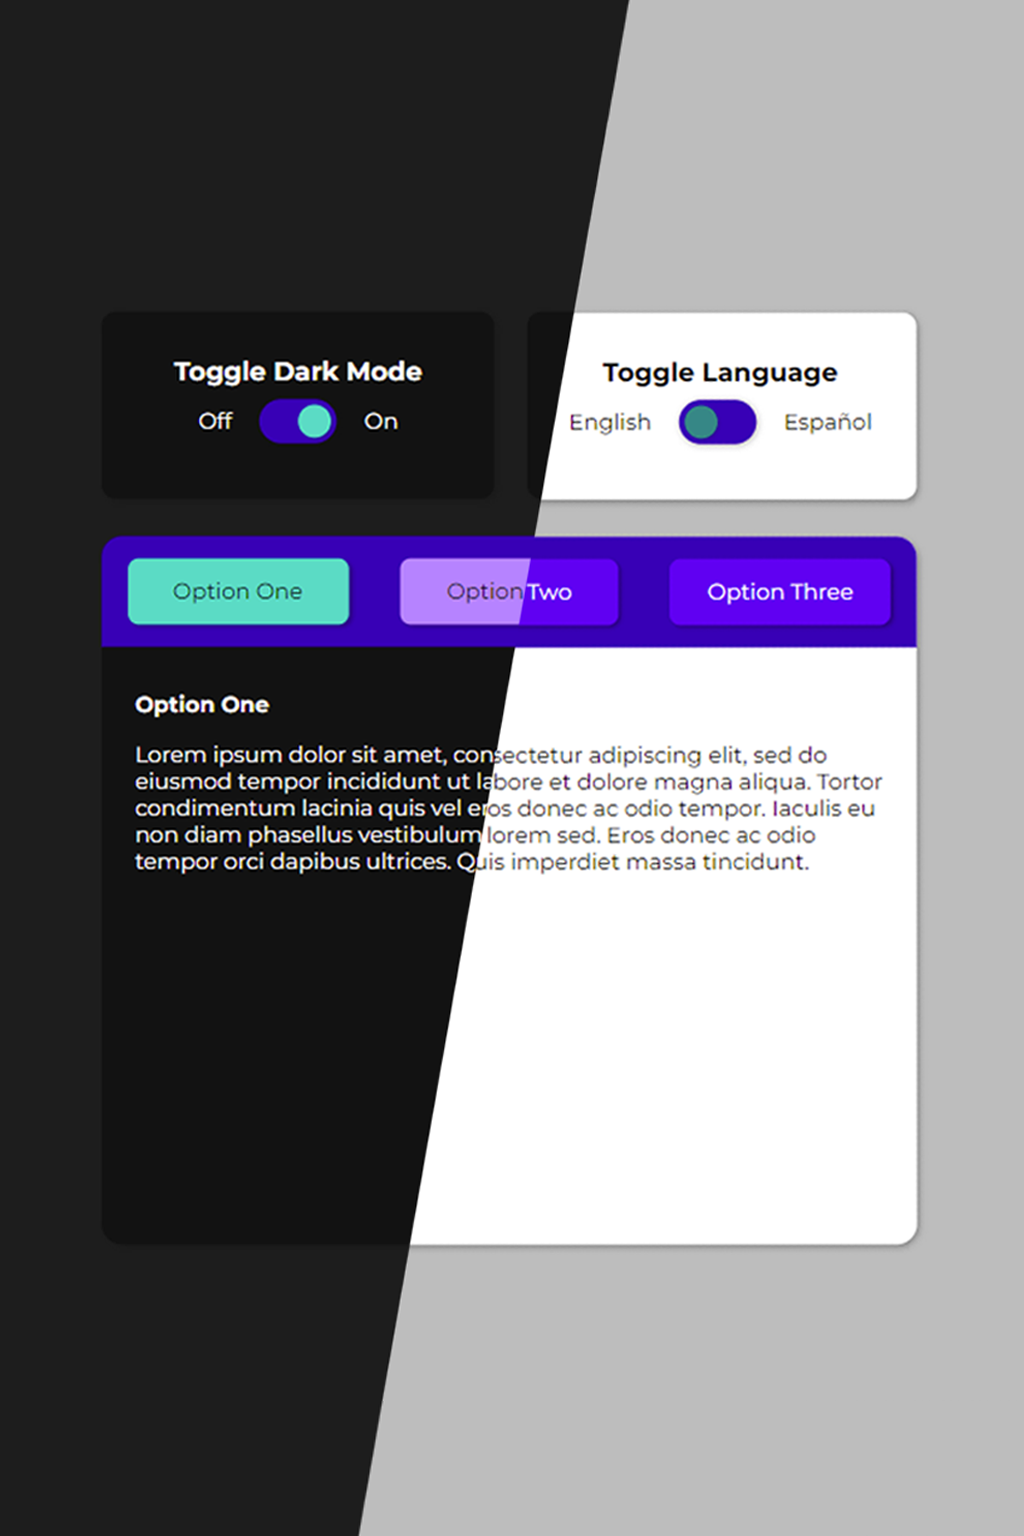 Toggle Dark Mode
Off On
Toggle Language
English Español
Option One Option Two Option Three
Option One
Lorem ipsum dolor sit amet, consectetur adipiscing elit, sed do
eiusmod tempor incididunt ut labore et dolore magna aliqua. Tortor
condimentum lacinia quis vel eros donec ac odio tempor. Iaculis eu
non diam phasellus vestibulum lorem sed. Eros donec ac odio
tempor orci dapibus ultrices. Quis imperdiet massa tincidunt.